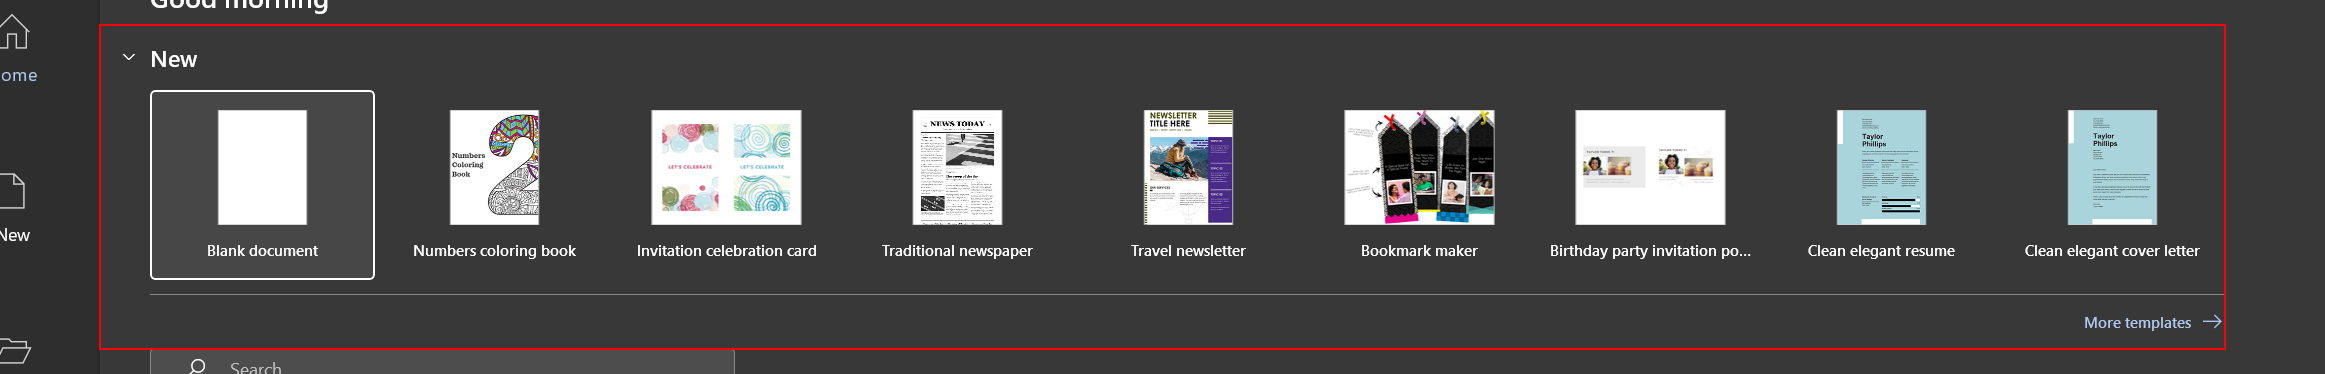 Good morning
ome
New
New
Numbers
Coloring
Book
LET'S CELEBRATE
LET'S CELEBRATE
NEWS TODAY
NEWSLETTER
TITLE HERE
Taylor
Phillips
Taylor
Phillips
Blank document
Numbers coloring book
Invitation celebration card
Traditional newspaper
Travel newsletter
Bookmark maker
Birthday party invitation po...
Clean elegant resume
Clean elegant cover letter
More templates
Search